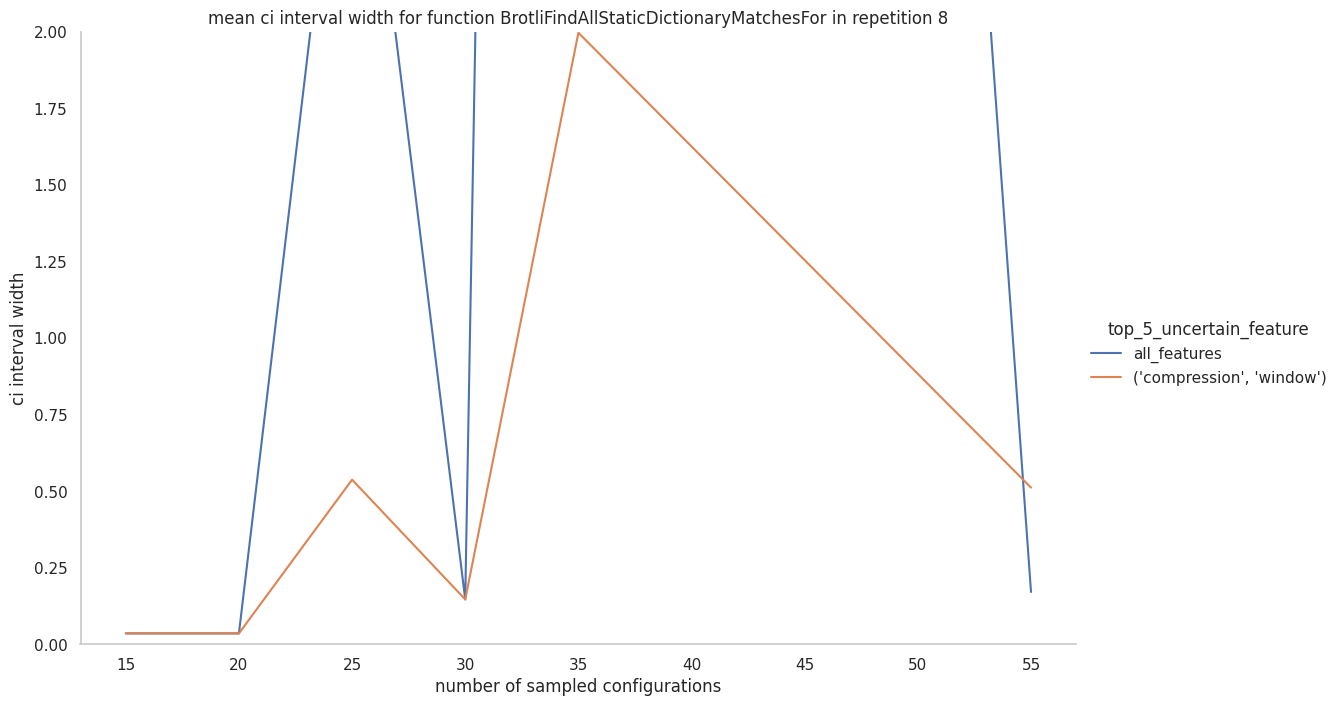 mean ci interval width for function BrotliFindAllStaticDictionaryMatchesFor in repetition 8
2.00
1.75
1.50
1.25
1.00
0.75
0.50
0.25
0.00
ci interval width
15 20 25 30 35 40 45 50 55
number of sampled configurations
top_5_uncertain_feature
all_features
('compression', 'window')